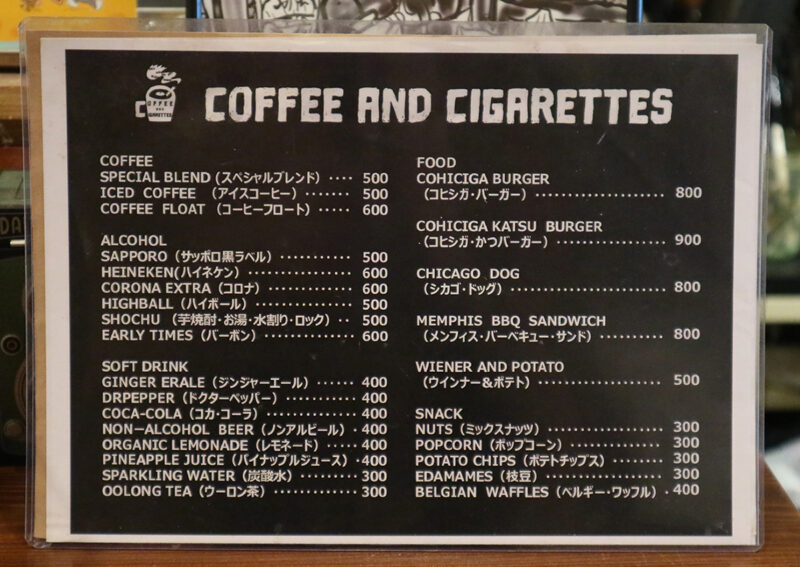 COFFEE AND CIGARETTES
COFFEE AND CIGARETTES
COFFEE
SPECIAL BLEND (スペシャルブレンド) ···· 500
ICED COFFEE (アイスコーヒー) ······· 500
COFFEE FLOAT (コーヒーフロート) ···· 600
ALCOHOL
SAPPORO (サッポロ黒ラベル) ··········· 500
HEINEKEN(ハイネケン) ················ 600
CORONA EXTRA (コロナ) ·············· 600
HIGHBALL (ハイボール) ················ 500
SHOCHU (芋焼酎・お湯・水割り・ロック) ·· 500
EARLY TIMES (バーボン) ··············· 600
SOFT DRINK
GINGER ERALE (ジンジャーエール) ······ 400
DRPEPPER (ドクターペッパー) ··········· 400
COCA-COLA (コカ・コーラ) ·············· 400
NON-ALCOHOL BEER (ノンアルビール) · 400
ORGANIC LEMONADE (レモネード) ······ 400
PINEAPPLE JUICE (パイナップルジュース) · 400
SPARKLING WATER (炭酸水) ·········· 300
OOLONG TEA (ウーロン茶) ············· 300
FOOD
COHICIGA BURGER
(コヒシガ・バーガー) ···················· 800
COHICIGA KATSU BURGER
(コヒシガ・かつバーガー) ················· 900
CHICAGO DOG
(シカゴ・ドッグ) ························ 800
MEMPHIS BBQ SANDWICH
(メンフィス・バーベキュー・サンド) ·········· 800
WIENER AND POTATO
(ウインナー&ポテト) ···················· 500
SNACK
NUTS (ミックスナッツ) ················· 300
POPCORN (ポップコーン) ·············· 300
POTATO CHIPS (ポテトチップス) ········ 300
EDAMAMES (枝豆) ··················· 300
BELGIAN WAFFLES (ベルギー・ワッフル) · 400